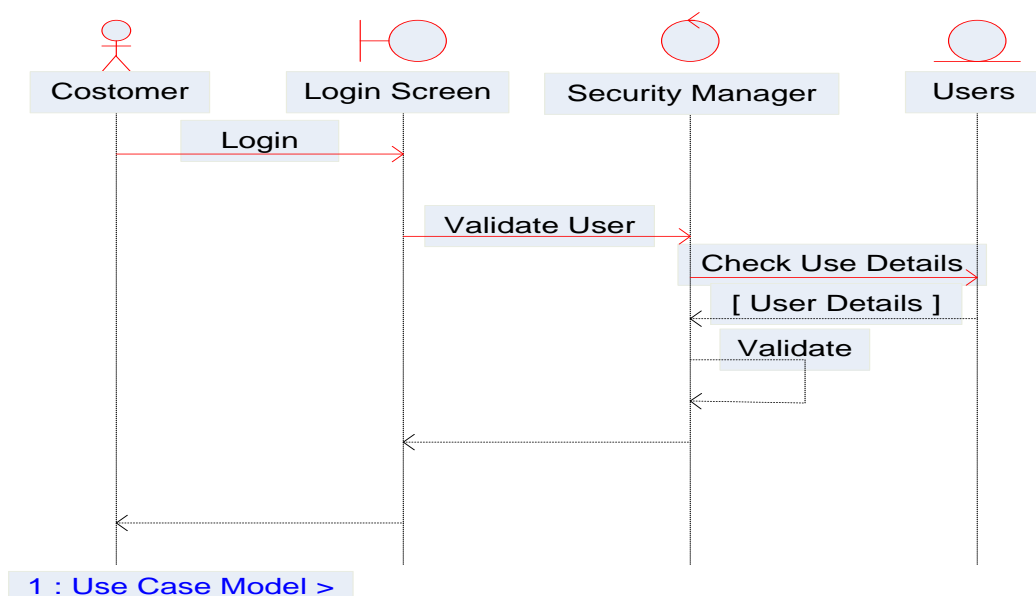 Costomer
Login Screen
Security Manager
Users
Login
Validate User
Check Use Details
[ User Details ]
Validate
1 : Use Case Model >